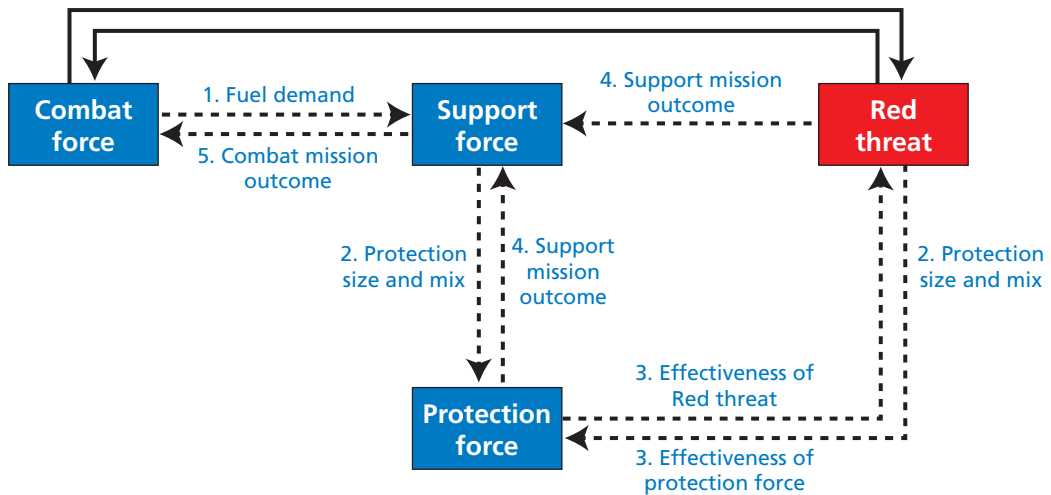 Combat
force
1. Fuel demand
5. Combat mission
outcome
Support
force
4. Support mission
outcome
Red
threat
2. Protection
size and mix
4. Support
mission
outcome
2. Protection
size and mix
Protection
force
3. Effectiveness of
Red threat
3. Effectiveness of
protection force